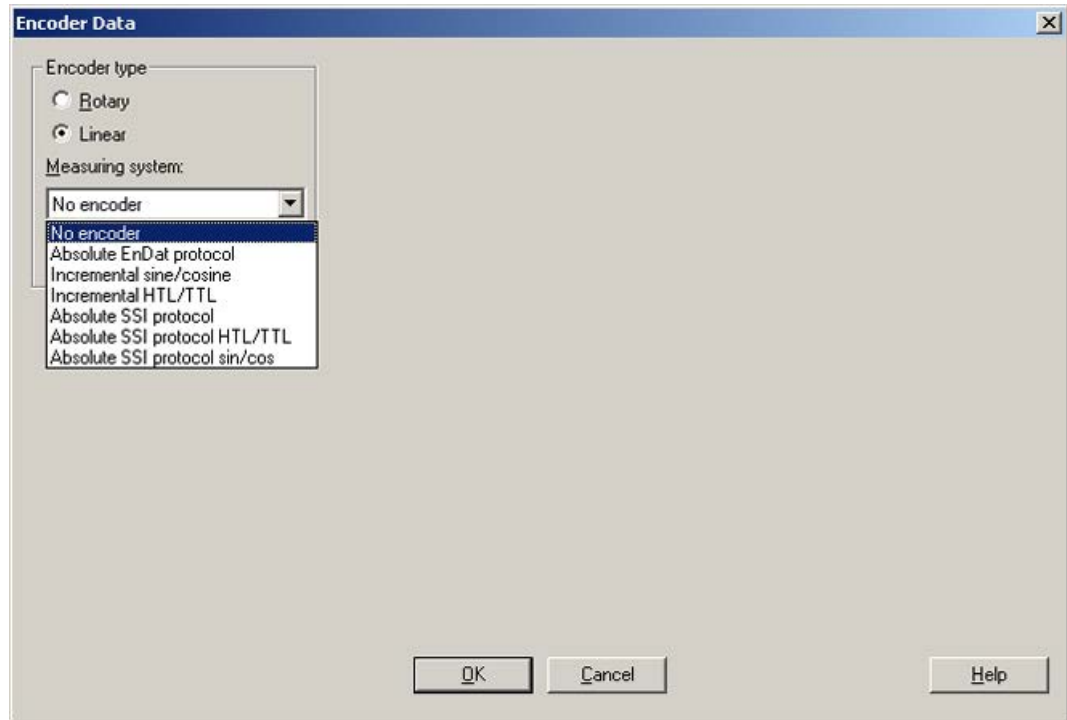 Encoder Data
Encoder type
Rotary
Linear
Measuring system:
No encoder
No encoder
Absolute EnDat protocol
Incremental sine/cosine
Incremental HTL/TTL
Absolute SSI protocol
Absolute SSI protocol HTL/TTL
Absolute SSI protocol sin/cos
OK
Cancel
Help